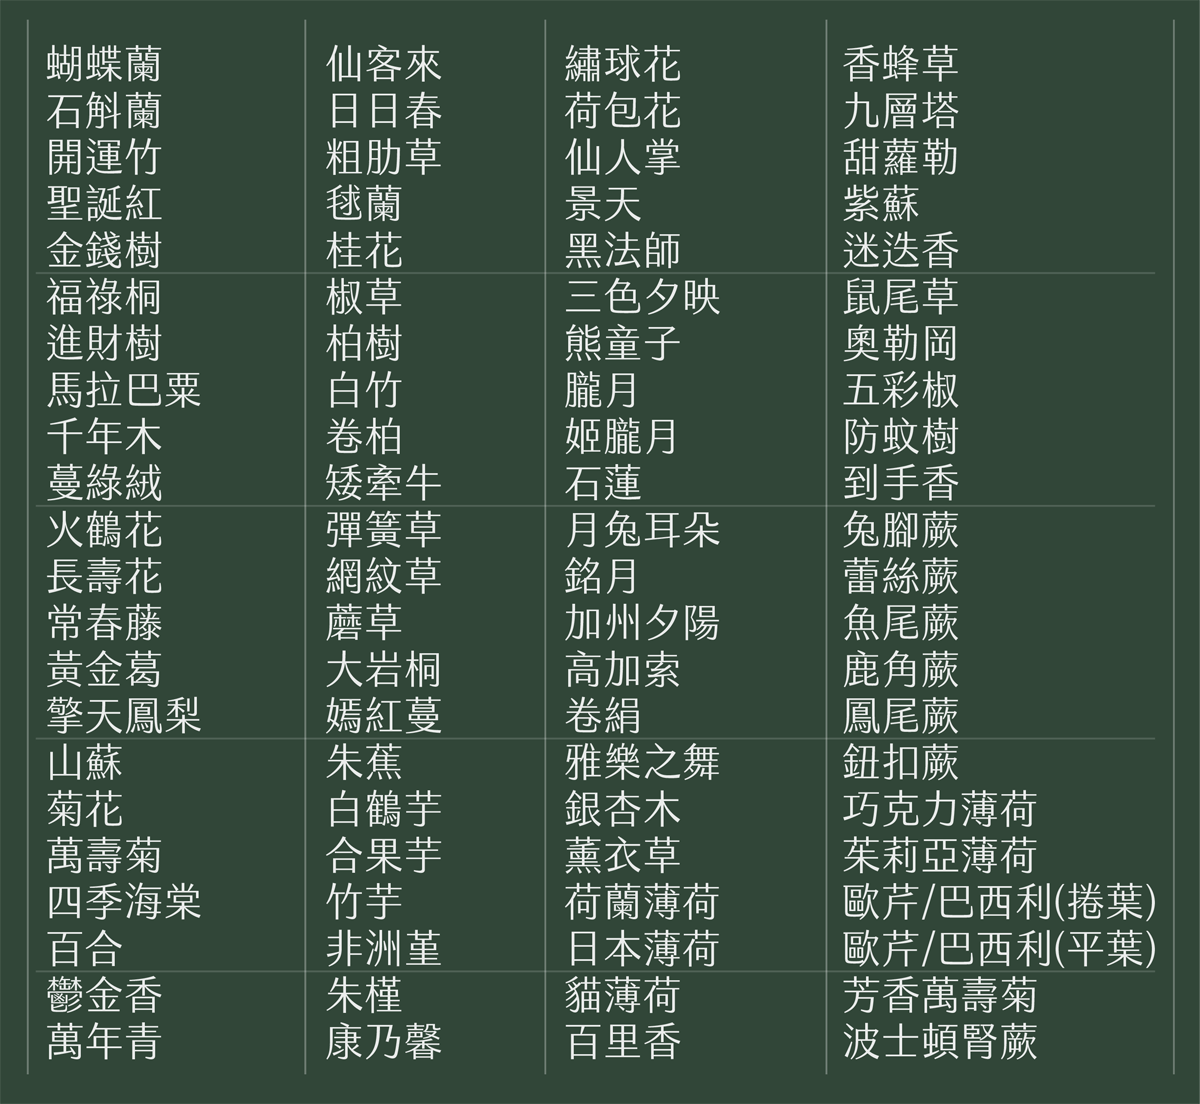 蝴蝶蘭
石斛蘭
開運竹
聖誕紅
金錢樹
福祿桐
進財樹
馬拉巴粟
千年木
蔓綠絨
火鶴花
長壽花
常春藤
黃金葛
擎天鳳梨
山蘇
菊花
萬壽菊
四季海棠
百合
鬱金香
萬年青
仙客來
日日春
粗肋草
毬蘭
桂花
椒草
柏樹
白竹
卷柏
矮牽牛
彈簧草
網紋草
蘑草
大岩桐
嫣紅蔓
朱蕉
白鶴芋
合果芋
竹芋
非洲堇
朱槿
康乃馨
繡球花
荷包花
仙人掌
景天
黑法師
三色夕映
熊童子
朧月
姬朧月
石蓮
月兔耳朵
銘月
加州夕陽
高加索
卷絹
雅樂之舞
銀杏木
薰衣草
荷蘭薄荷
日本薄荷
貓薄荷
百里香
香蜂草
九層塔
甜蘿勒
紫蘇
迷迭香
鼠尾草
奧勒岡
五彩椒
防蚊樹
到手香
兔腳蕨
蕾絲蕨
魚尾蕨
鹿角蕨
鳳尾蕨
鈕扣蕨
巧克力薄荷
茱莉亞薄荷
歐芹/巴西利(捲葉)
歐芹/巴西利(平葉)
芳香萬壽菊
波士頓腎蕨